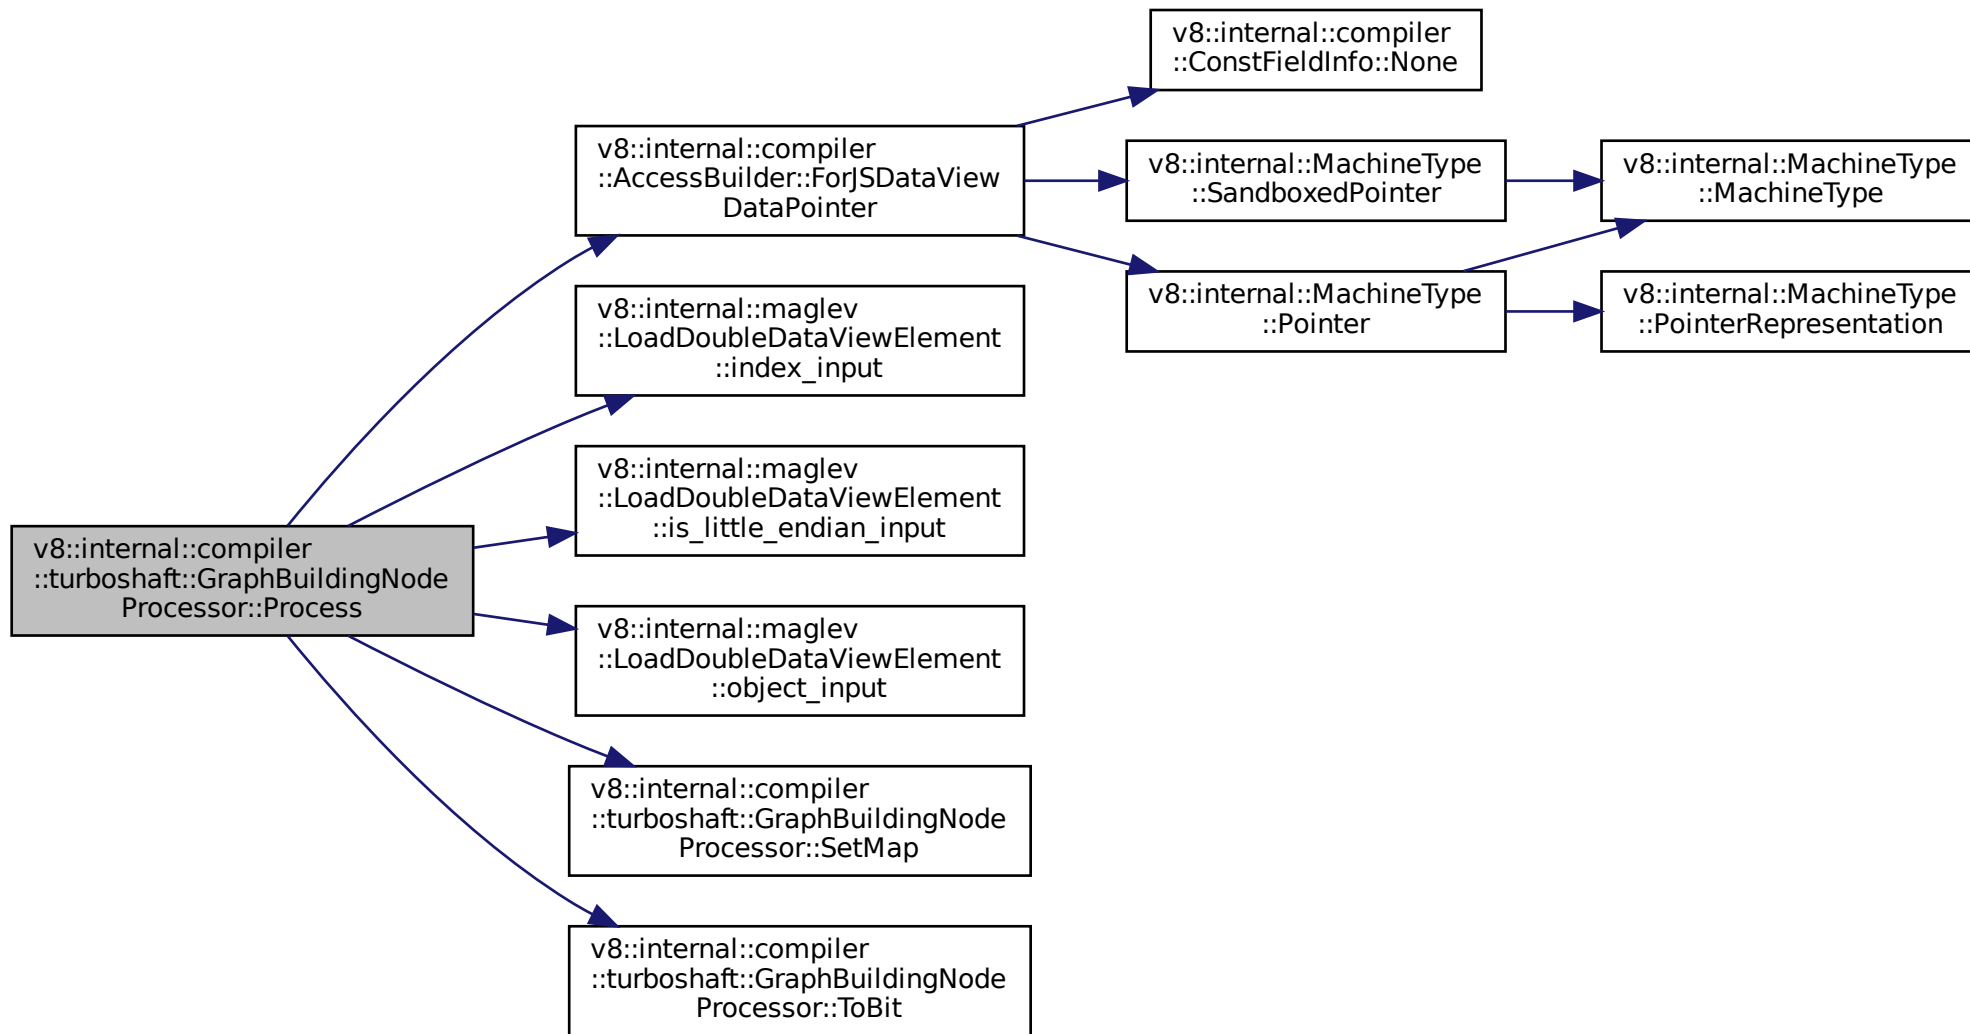 v8::internal::compiler
::turboshaft::GraphBuildingNode
Processor::Process
v8::internal::compiler
::AccessBuilder::ForJSDataView
DataPointer
v8::internal::compiler
::ConstFieldInfo::None
v8::internal::MachineType
::SandboxedPointer
v8::internal::MachineType
::MachineType
v8::internal::MachineType
::Pointer
v8::internal::MachineType
::PointerRepresentation
v8::internal::maglev
::LoadDoubleDataViewElement
::index_input
v8::internal::maglev
::LoadDoubleDataViewElement
::is_little_endian_input
v8::internal::maglev
::LoadDoubleDataViewElement
::object_input
v8::internal::compiler
::turboshaft::GraphBuildingNode
Processor::SetMap
v8::internal::compiler
::turboshaft::GraphBuildingNode
Processor::ToBit